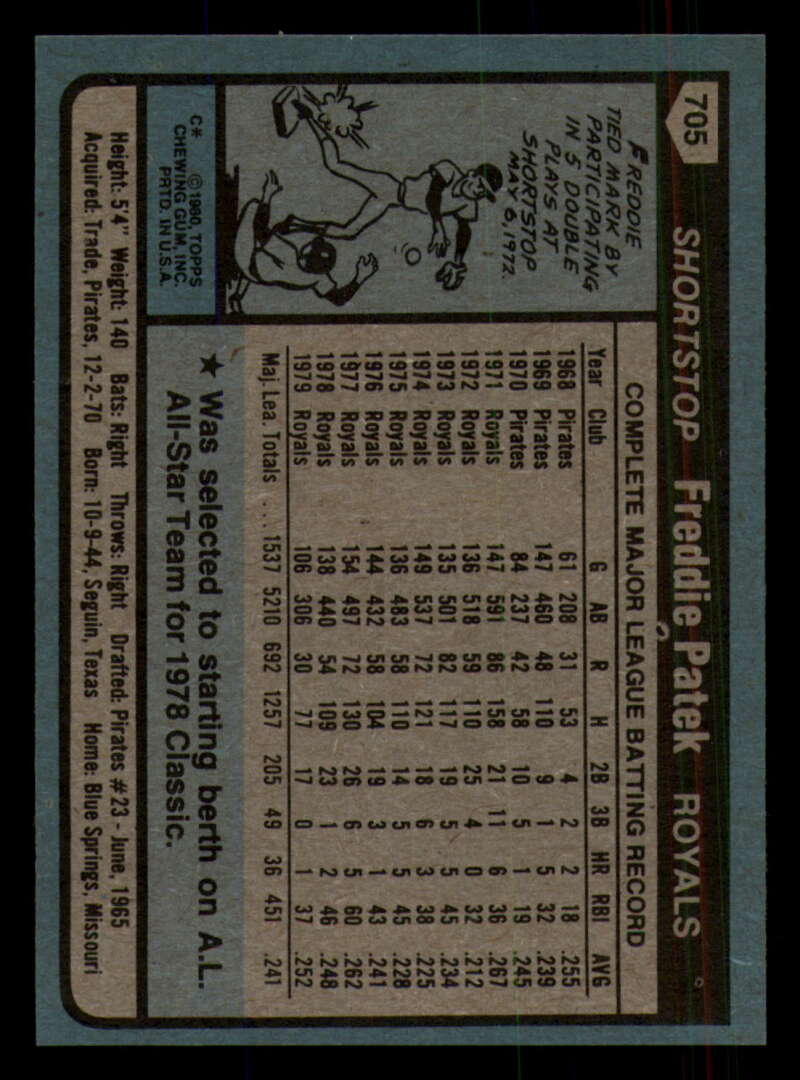 705
SHORTSTOP Freddie Patek ROYALS
FREDDIE
TIED MARK BY
PARTICIPATING
IN 5 DOUBLE
PLAYS AT
SHORTSTOP
MAY 6, 1972.
C* ©1980, TOPPS
CHEWING GUM, INC.
PRTD. IN U.S.A.
COMPLETE MAJOR LEAGUE BATTING RECORD
Year Club G AB R H 2B 3B HR RBI AVG
1968 Pirates 61 208 31 53 4 2 2 18 .255
1969 Pirates 147 460 48 110 9 1 5 32 .239
1970 Pirates 84 237 42 58 10 5 1 19 .245
1971 Royals 147 591 86 158 21 11 6 36 .267
1972 Royals 136 518 59 110 25 4 0 32 .212
1973 Royals 135 501 82 117 19 5 5 45 .234
1974 Royals 149 537 72 121 18 6 3 38 .225
1975 Royals 136 483 58 110 14 5 5 45 .228
1976 Royals 144 432 58 104 19 3 1 43 .241
1977 Royals 154 497 72 130 26 6 5 60 .262
1978 Royals 138 440 54 109 23 1 2 46 .248
1979 Royals 106 306 30 77 17 0 1 37 .252
Maj. Lea. Totals ... 1537 5210 692 1257 205 49 36 451 .241
★ Was selected to starting berth on A.L.
All-Star Team for 1978 Classic.
Height: 5'4" Weight: 140 Bats: Right Throws: Right Drafted: Pirates #23 - June, 1965
Acquired: Trade, Pirates, 12-2-70 Born: 10-9-44, Seguin, Texas Home: Blue Springs, Missouri